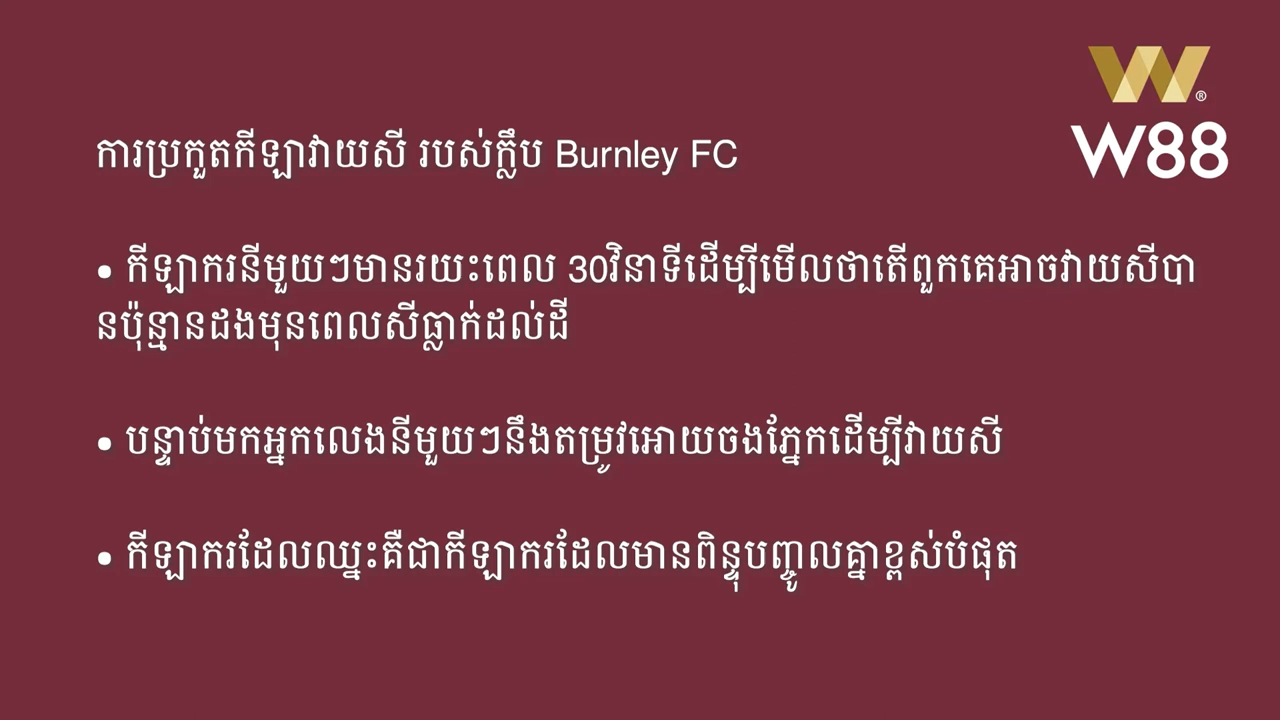 W®
W88
ការប្រកួតកីឡាវាយសី របស់ក្លឹប Burnley FC
• កីឡាករនីមួយៗមានរយះពេល 30វិនាទីដើម្បីមើលថាតើពួកគេអាចវាយសីបា
នប៉ុន្មានដងមុនពេលសីធ្លាក់ដល់ដី
• បន្ទាប់មកអ្នកលេងនីមួយៗនឹងតម្រូវអោយចងភ្នែកដើម្បីវាយសី
• កីឡាករដែលឈ្នះគឺជាកីឡាករដែលមានពិន្ទុបញ្ចូលគ្នាខ្ពស់បំផុត